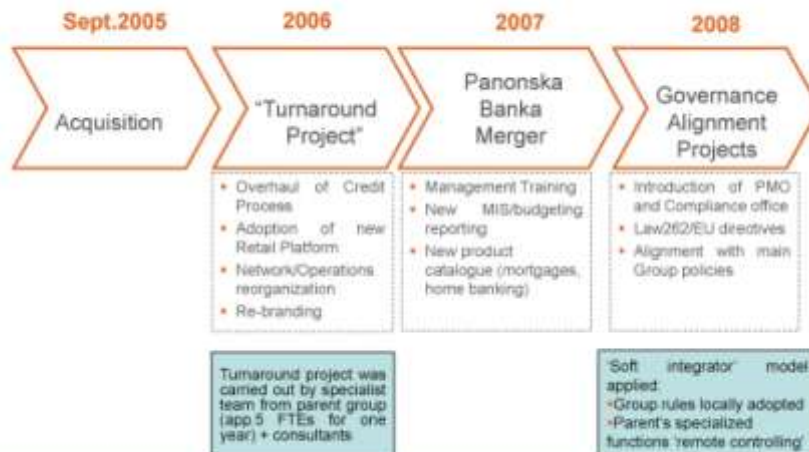 Sept.2005
2006
2007
2008
Acquisition
"Turnaround
Project"
Panonska
Banka
Merger
Governance
Alignment
Projects
• Overhaul of Credit
Process
• Adoption of new
Retail Platform
• Network/Operations
reorganization
• Re-branding
• Management Training
• New MIS/budgeting
reporting
• New product
catalogue (mortgages,
home banking)
• Introduction of PMO
and Compliance office
• Law262/EU directives
• Alignment with main
Group policies
Turnaround project was
carried out by specialist
team from parent group
(app.5 FTEs for one
year) + consultants
'Soft integrator' model
applied:
•Group rules locally adopted
•Parent's specialized
functions 'remote controlling'